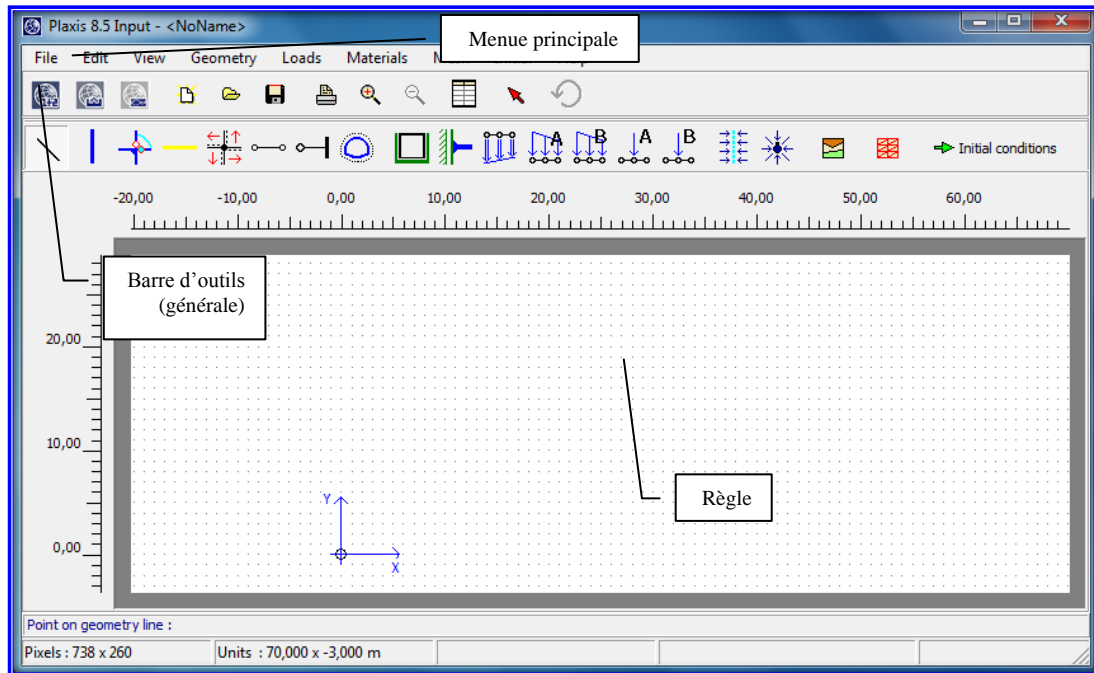 Plaxis 8.5 Input - <NoName>
Menue principale
File Edit View Geometry Loads Materials
Initial conditions
-20,00 -10,00 0,00 10,00 20,00 30,00 40,00 50,00 60,00
Barre d'outils
(générale)
20,00
10,00
0,00
Règle
Y
X
A B A B
Point on geometry line :
Pixels : 738 x 260 Units : 70,000 x -3,000 m